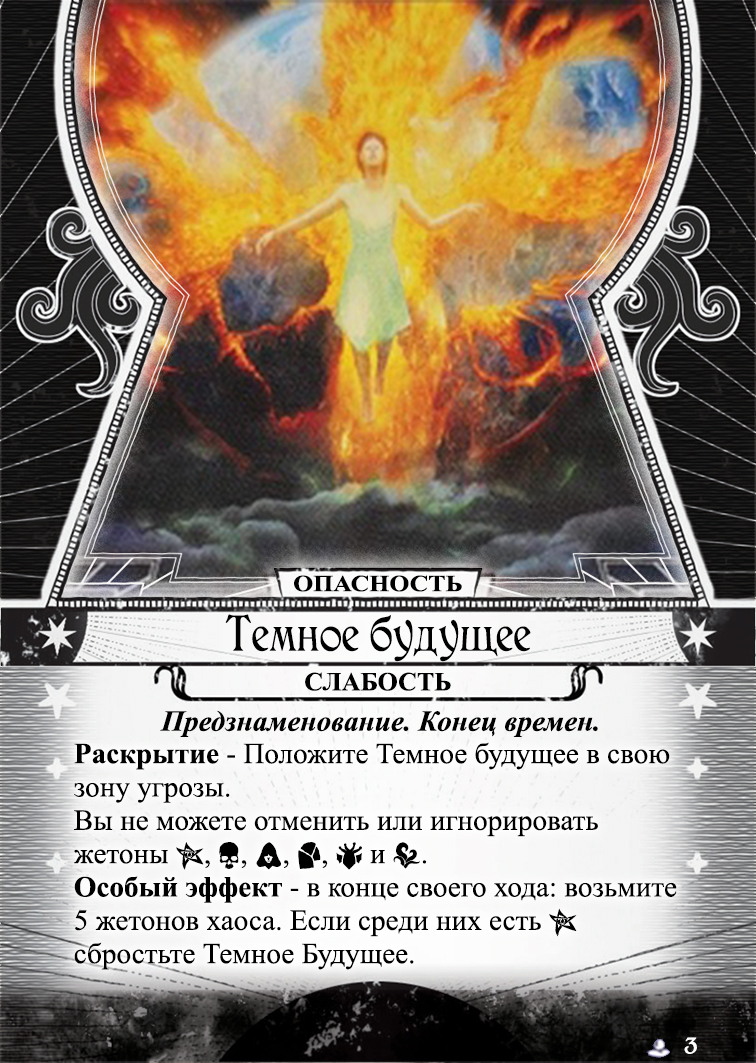 ОПАСНОСТЬ
Темное будущее
СЛАБОСТЬ
Предзнаменование. Конец времен.
Раскрытие - Положите Темное будущее в свою
зону угрозы.
Вы не можете отменить или игнорировать
жетоны , , , , и .
Особый эффект - в конце своего хода: возьмите
5 жетонов хаоса. Если среди них есть
сбростьте Темное Будущее.
3